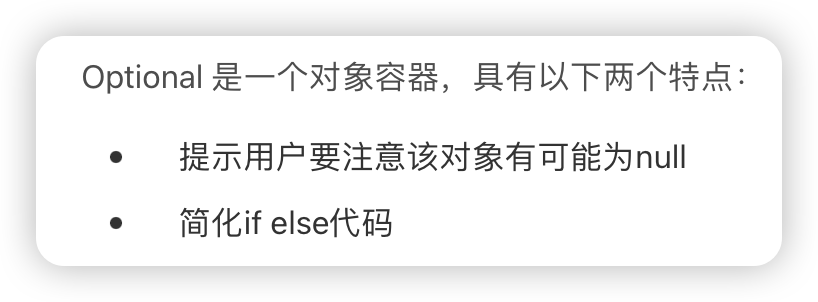 Optional 是一个对象容器，具有以下两个特点：
• 提示用户要注意该对象有可能为null
• 简化if else代码